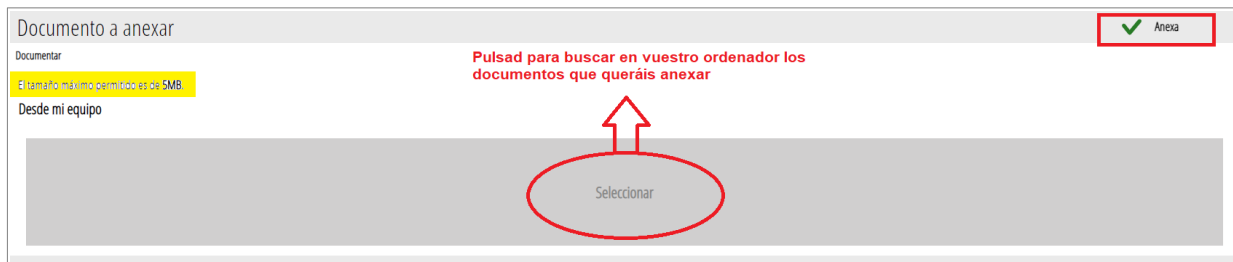 Documento a anexar
Anexa
Documentar
Pulsad para buscar en vuestro ordenador los
documentos que queráis anexar
El tamaño máximo permitido es de 5MB.
Desde mi equipo
Seleccionar